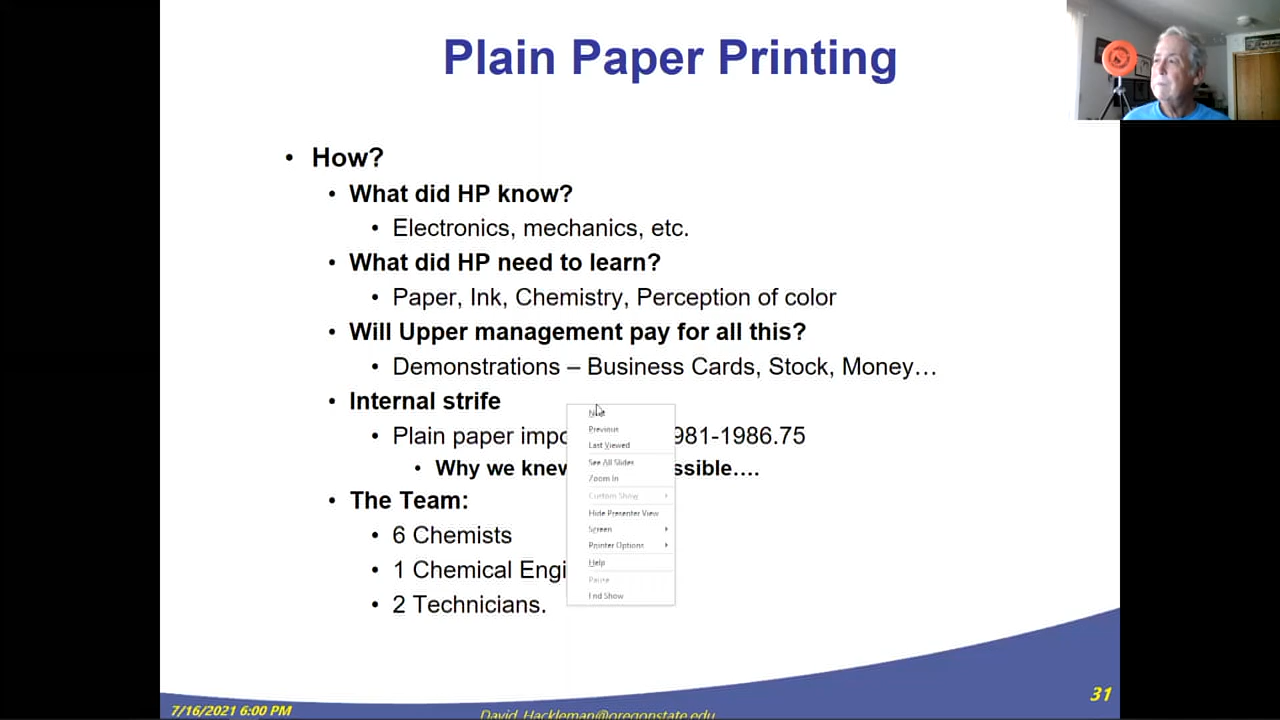 Plain Paper Printing
• How?
• What did HP know?
• Electronics, mechanics, etc.
• What did HP need to learn?
• Paper, Ink, Chemistry, Perception of color
• Will Upper management pay for all this?
• Demonstrations – Business Cards, Stock, Money…
• Internal strife
• Plain paper impo 981-1986.75
• Why we knew ssible….
• The Team:
• 6 Chemists
• 1 Chemical Engi
• 2 Technicians.
Next
Previous
Last Viewed
See All Slides
Zoom In
Custom Show
Hide Presenter View
Screen
Pointer Options
Help
Pause
End Show
7/16/2021 6:00 PM
David_Hackleman@oregonstate.edu
31